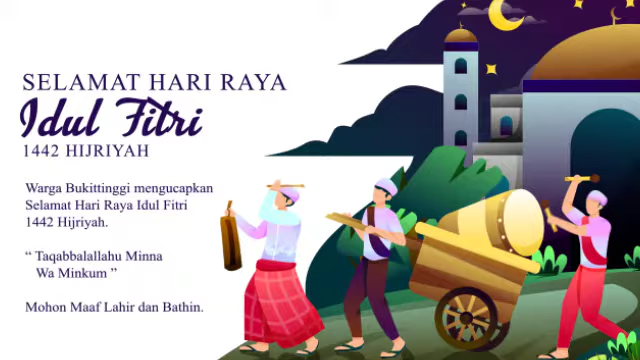 SELAMAT HARI RAYA
Idul Fitri
1442 HIJRIYAH
Warga Bukittinggi mengucapkan
Selamat Hari Raya Idul Fitri
1442 Hijriyah.
“ Taqabbalallahu Minna
Wa Minkum ”
Mohon Maaf Lahir dan Bathin.